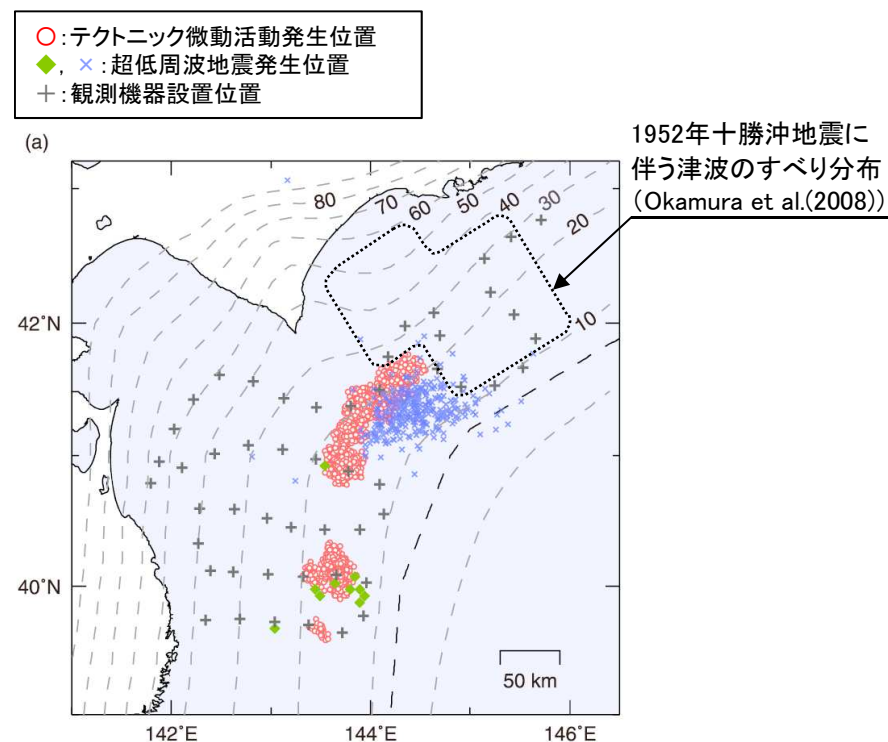 ○:テクトニック微動活動発生位置
◆, ×:超低周波地震発生位置
+:観測機器設置位置
(a)
1952年十勝沖地震に
伴う津波のすべり分布
(Okamura et al.(2008))
80
70
60
50
40
30
20
10
42°N
40°N
50 km
142°E
144°E
146°E